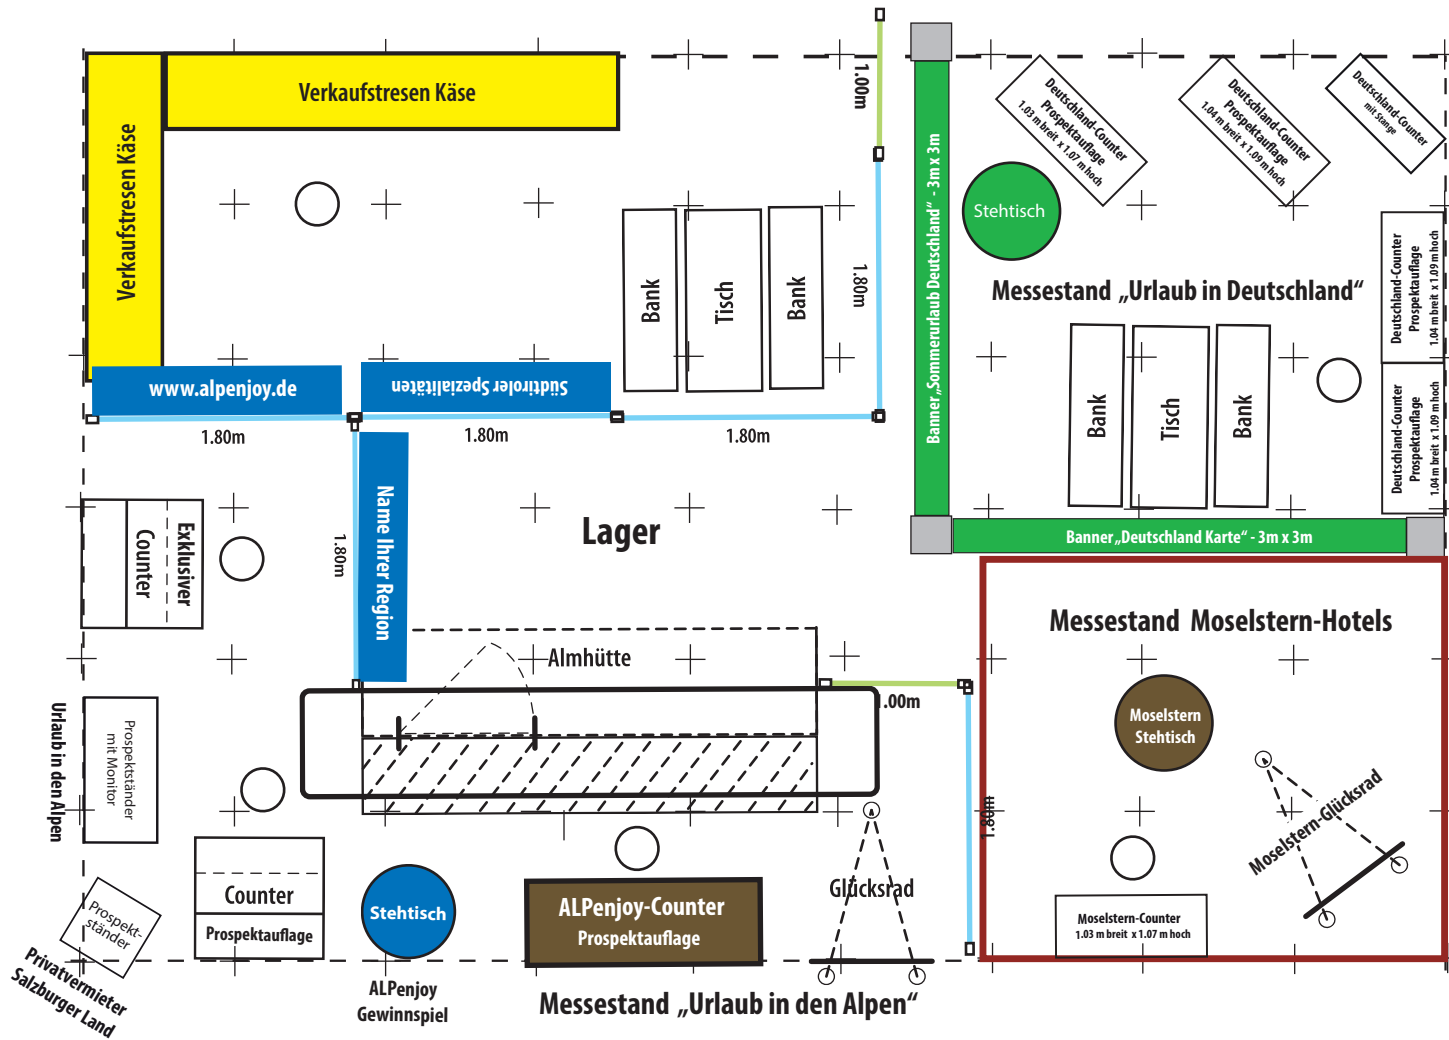 Verkaufstresen Käse
Verkaufstresen Käse
1.00m
1.80m
Bank
Tisch
Bank
www.alpenjoy.de
Südtiroler Spezialitäten
1.80m
1.80m
1.80m
Banner „Sommerurlaub Deutschland“ - 3m x 3m
Deutschland-Counter
Prospektauflage
1.03 m breit x 1.07 m hoch
Deutschland-Counter
Prospektauflage
1.04 m breit x 1.09 m hoch
Deutschland-Counter
mit Stange
Stehtisch
Messestand „Urlaub in Deutschland“
Deutschland-Counter
Prospektauflage
1.04 m breit x 1.09 m hoch
Deutschland-Counter
Prospektauflage
1.04 m breit x 1.09 m hoch
Bank
Tisch
Bank
Banner „Deutschland Karte“ - 3m x 3m
Exklusiver
Counter
1.80m
Name Ihrer Region
Lager
Almhütte
1.00m
1.80m
Messestand Moselstern-Hotels
Moselstern
Stehtisch
Moselstern-Glücksrad
Moselstern-Counter
1.03 m breit x 1.07 m hoch
Urlaub in den Alpen
Prospektständer
mit Monitor
Prospekt-
ständer
Privatvermieter
Salzburger Land
Counter
Prospektauflage
Stehtisch
ALPenjoy
Gewinnspiel
ALPenjoy-Counter
Prospektauflage
Glücksrad
Messestand „Urlaub in den Alpen“